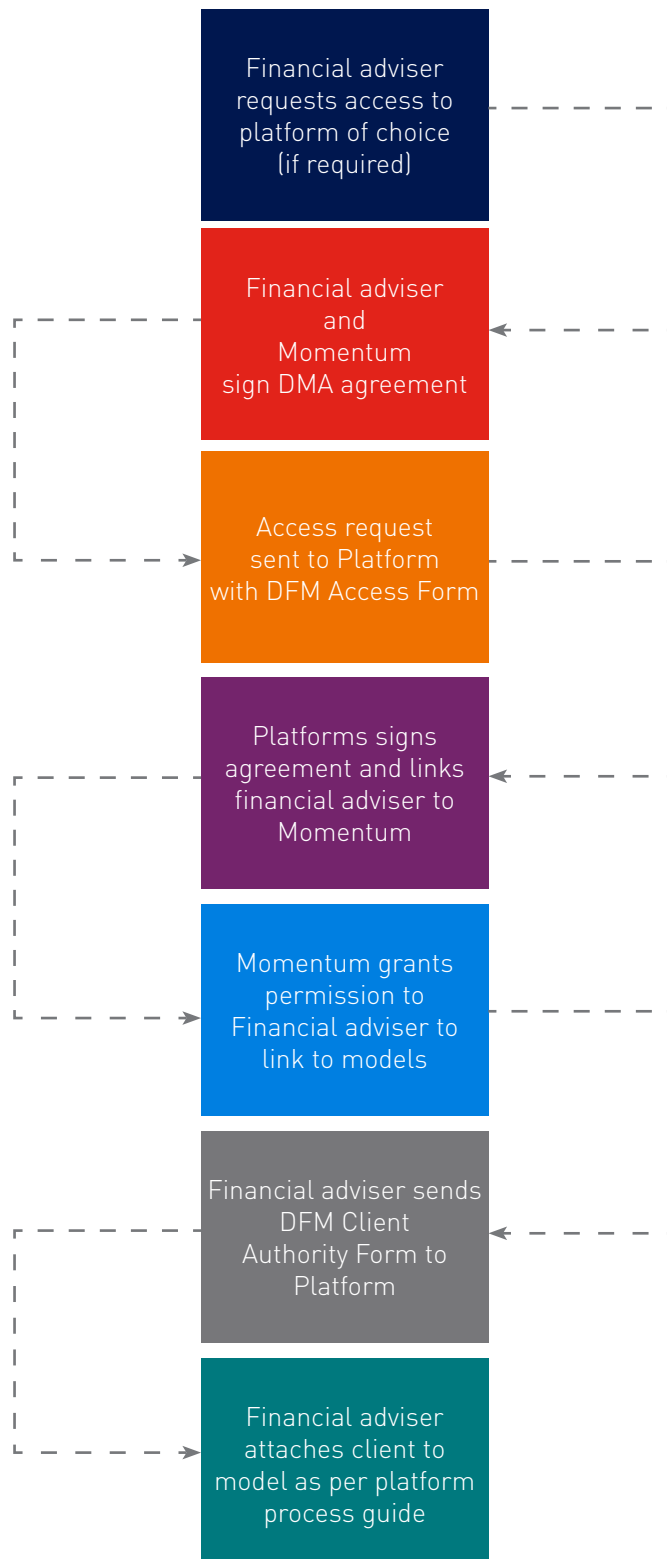 Financial adviser
requests access to
platform of choice
(if required)
Financial adviser
and
Momentum
sign DMA agreement
Access request
sent to Platform
with DFM Access Form
Platforms signs
agreement and links
financial adviser to
Momentum
Momentum grants
permission to
Financial adviser to
link to models
Financial adviser sends
DFM Client
Authority Form to
Platform
Financial adviser
attaches client to
model as per platform
process guide